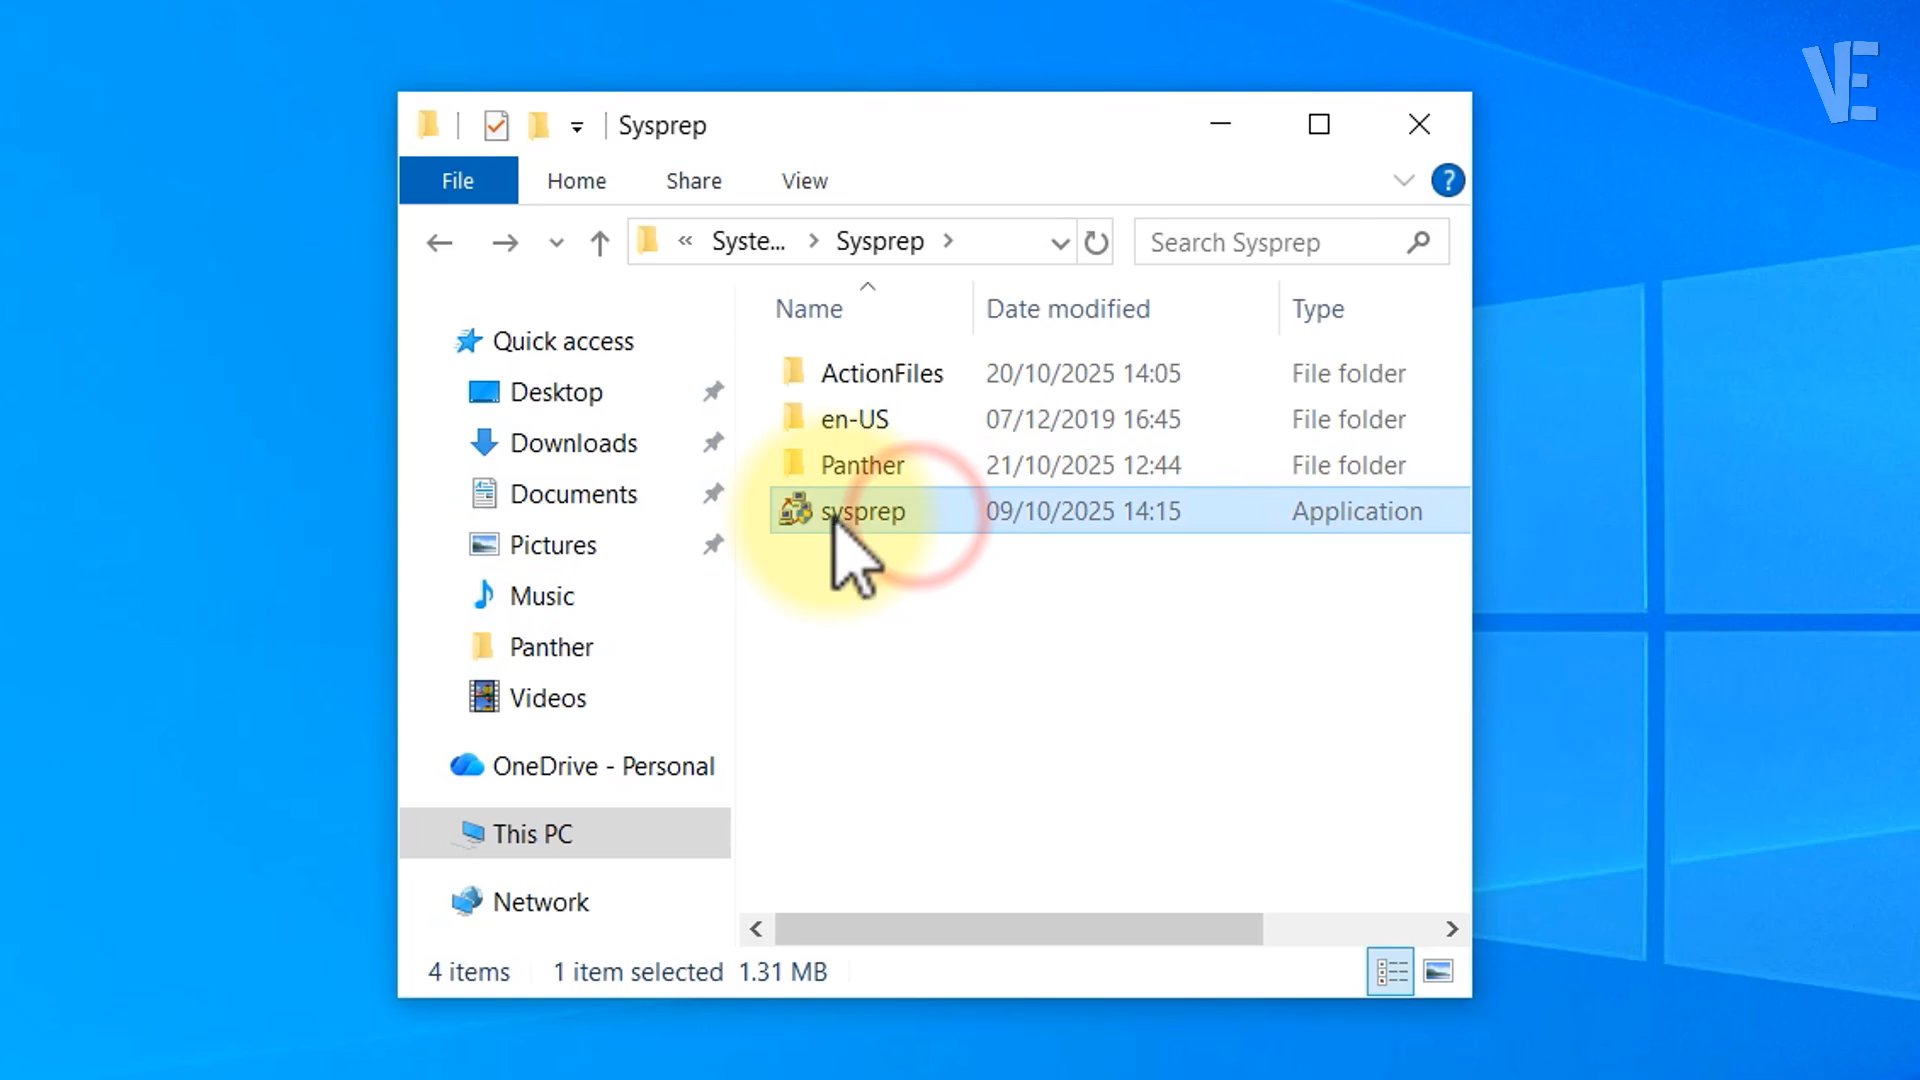 VE
Sysprep
File Home Share View ?
« Syste... > Sysprep > Search Sysprep
Name Date modified Type
Quick access
Desktop
Downloads
Documents
Pictures
Music
Panther
Videos
OneDrive - Personal
This PC
Network
ActionFiles 20/10/2025 14:05 File folder
en-US 07/12/2019 16:45 File folder
Panther 21/10/2025 12:44 File folder
sysprep 09/10/2025 14:15 Application
4 items 1 item selected 1.31 MB